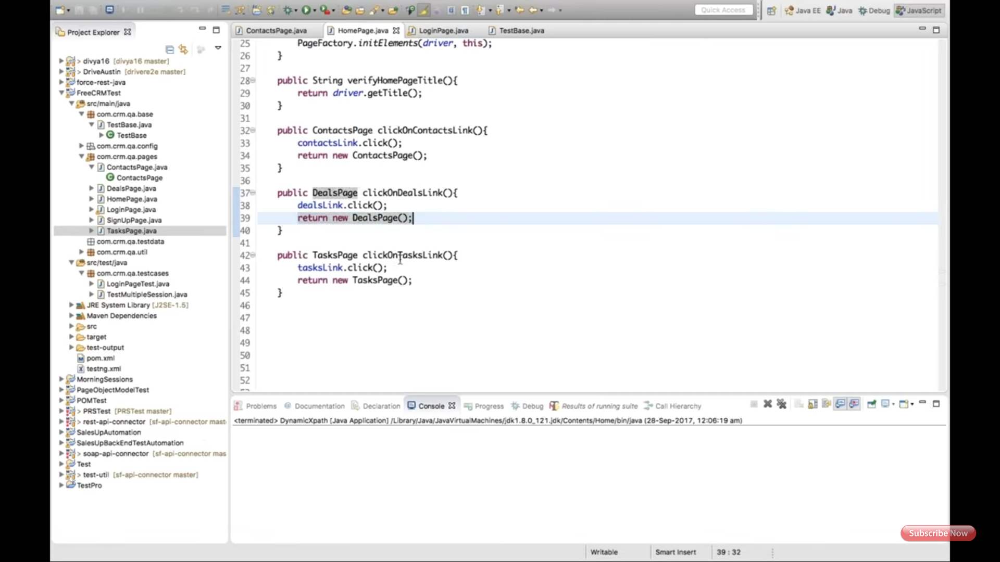 Quick Access
Java EE
Java
Debug
JavaScript
Project Explorer
> divya16 [divya16 master]
> DriveAustin [drivere2e master]
force-rest-java
FreeCRMTest
src/main/java
com.crm.qa.base
TestBase.java
TestBase
com.crm.qa.config
com.crm.qa.pages
ContactsPage.java
ContactsPage
DealsPage.java
HomePage.java
LoginPage.java
SignUpPage.java
TasksPage.java
com.crm.qa.testdata
com.crm.qa.util
src/test/java
com.crm.qa.testcases
LoginPageTest.java
TestMultipleSession.java
JRE System Library [J2SE-1.5]
Maven Dependencies
src
target
test-output
pom.xml
testng.xml
MorningSessions
PageObjectModelTest
POMTest
> PRSTest [PRSTest master]
> rest-api-connector [sf-api-connector mast
SalesUpAutomation
SalesUpBackEndTestAutomation
> soap-api-connector [sf-api-connector mas
Test
> test-util [sf-api-connector master]
TestPro
ContactsPage.java
HomePage.java
LoginPage.java
TestBase.java
25 PageFactory.initElements(driver, this);
26 }
27
28 public String verifyHomePageTitle(){
29 return driver.getTitle();
30 }
31
32 public ContactsPage clickOnContactsLink(){
33 contactsLink.click();
34 return new ContactsPage();
35 }
36
37 public DealsPage clickOnDealsLink(){
38 dealsLink.click();
39 return new DealsPage();
40 }
41
42 public TasksPage clickOnTasksLink(){
43 tasksLink.click();
44 return new TasksPage();
45 }
46
47
48
49
50
51
52
Problems
Documentation
Declaration
Console
Progress
Debug
Results of running suite
Call Hierarchy
<terminated> DynamicXpath [Java Application] /Library/Java/JavaVirtualMachines/jdk1.8.0_121.jdk/Contents/Home/bin/java (28-Sep-2017, 12:06:19 am)
Subscribe Now
Writable
Smart Insert
39 : 32